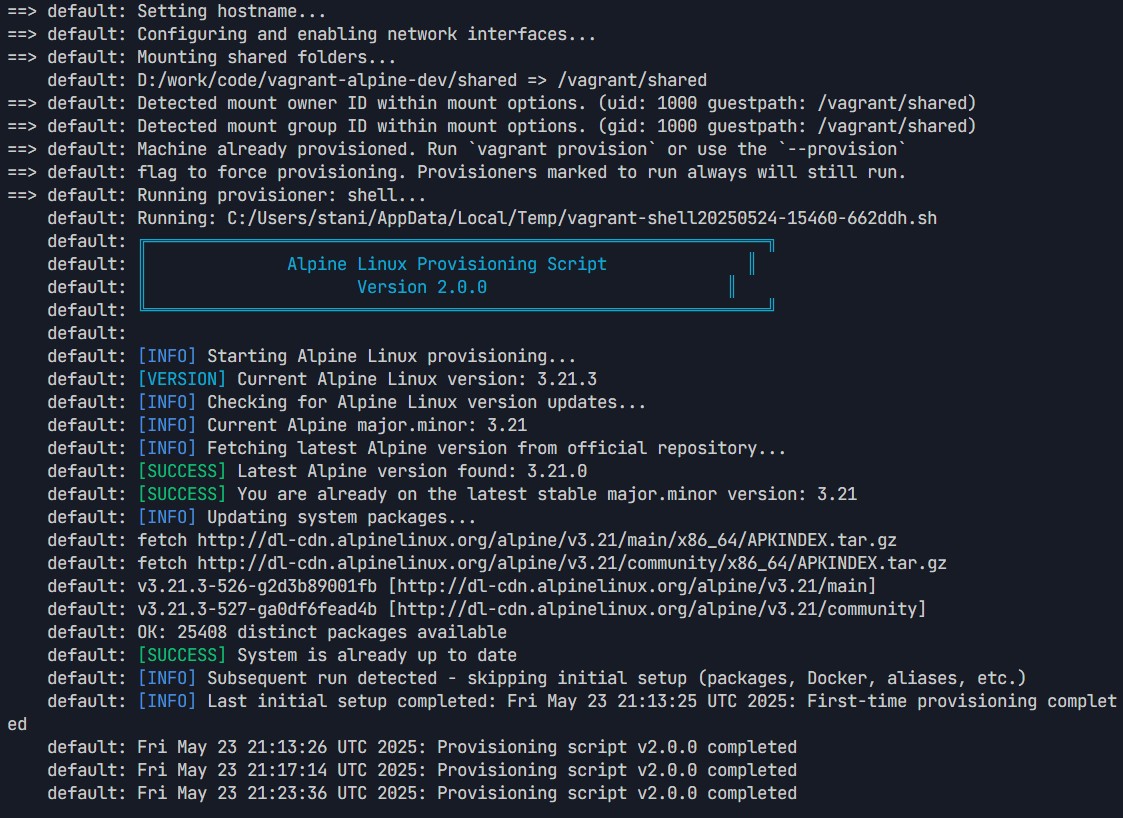 ==> default: Setting hostname...
==> default: Configuring and enabling network interfaces...
==> default: Mounting shared folders...
    default: D:/work/code/vagrant-alpine-dev/shared => /vagrant/shared
==> default: Detected mount owner ID within mount options. (uid: 1000 guestpath: /vagrant/shared)
==> default: Detected mount group ID within mount options. (gid: 1000 guestpath: /vagrant/shared)
==> default: Machine already provisioned. Run `vagrant provision` or use the `--provision`
==> default: flag to force provisioning. Provisioners marked to run always will still run.
==> default: Running provisioner: shell...
    default: Running: C:/Users/stani/AppData/Local/Temp/vagrant-shell20250524-15460-662ddh.sh
    default: ╔═══════════════════════════════════════════════════════════════╗
    default: ║              Alpine Linux Provisioning Script              ║
    default: ║                     Version 2.0.0                        ║
    default: ╚═══════════════════════════════════════════════════════════════╝
    default:
    default: [INFO] Starting Alpine Linux provisioning...
    default: [VERSION] Current Alpine Linux version: 3.21.3
    default: [INFO] Checking for Alpine Linux version updates...
    default: [INFO] Current Alpine major.minor: 3.21
    default: [INFO] Fetching latest Alpine version from official repository...
    default: [SUCCESS] Latest Alpine version found: 3.21.0
    default: [SUCCESS] You are already on the latest stable major.minor version: 3.21
    default: [INFO] Updating system packages...
    default: fetch http://dl-cdn.alpinelinux.org/alpine/v3.21/main/x86_64/APKINDEX.tar.gz
    default: fetch http://dl-cdn.alpinelinux.org/alpine/v3.21/community/x86_64/APKINDEX.tar.gz
    default: v3.21.3-526-g2d3b89001fb [http://dl-cdn.alpinelinux.org/alpine/v3.21/main]
    default: v3.21.3-527-ga0df6fead4b [http://dl-cdn.alpinelinux.org/alpine/v3.21/community]
    default: OK: 25408 distinct packages available
    default: [SUCCESS] System is already up to date
    default: [INFO] Subsequent run detected - skipping initial setup (packages, Docker, aliases, etc.)
    default: [INFO] Last initial setup completed: Fri May 23 21:13:25 UTC 2025: First-time provisioning complet
ed
    default: Fri May 23 21:13:26 UTC 2025: Provisioning script v2.0.0 completed
    default: Fri May 23 21:17:14 UTC 2025: Provisioning script v2.0.0 completed
    default: Fri May 23 21:23:36 UTC 2025: Provisioning script v2.0.0 completed